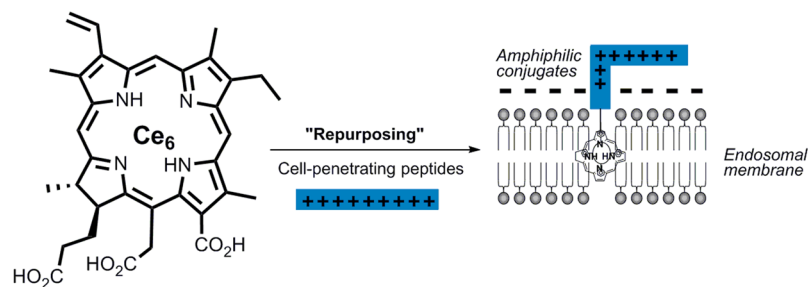 NH
N
Ce6
N
HN
HO2C
HO2C
CO2H
"Repurposing"
Cell-penetrating peptides
+++++++++
Amphiphilic
conjugates
++++++
+
+
- - - - - - - - - -
N
NH HN
N
Endosomal
membrane